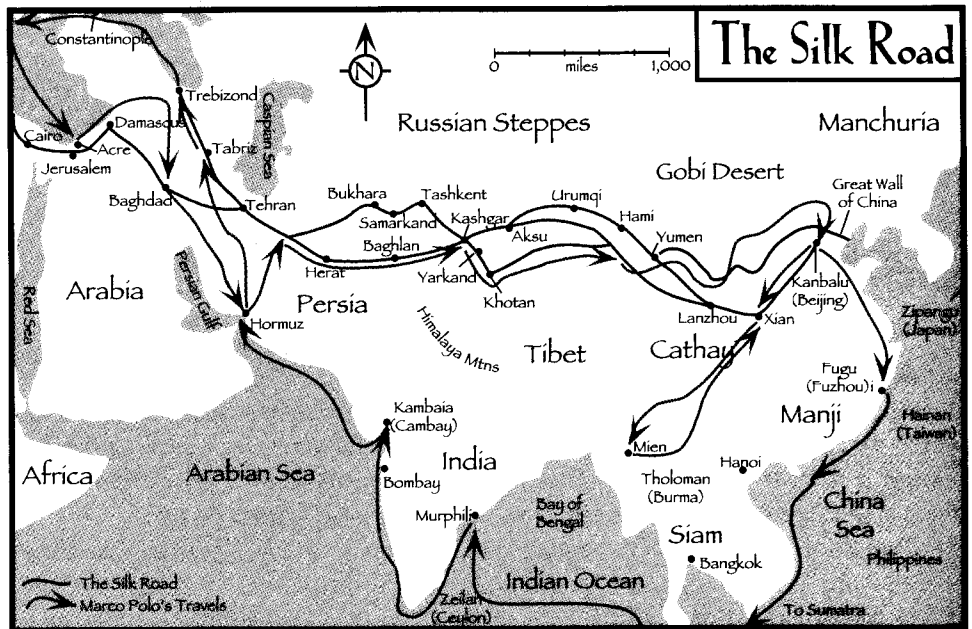 The Silk Road
Constantinople
N
0 miles 1,000
Trebizond
Caspian Sea
Russian Steppes
Manchuria
Cairo
Damascus
Acre
Jerusalem
Tabriz
Gobi Desert
Great Wall
of China
Baghdad
Tehran
Bukhara
Samarkand
Tashkent
Kashgar
Urumqi
Aksu
Hami
Yumen
Herat
Baghlan
Yarkand
Khotan
Kanbalu
(Beijing)
Red Sea
Arabia
Persian Gulf
Persia
Hormuz
Himalaya Mtns
Tibet
Lanzhou
Xian
Cathay
Zipangu
(Japan)
Fugu
(Fuzhou)i
Manji
Hainan
(Taiwan)
Kambaia
(Cambay)
Africa
Arabian Sea
India
Bombay
Mien
Hanoi
Tholoman
(Burma)
Murphili
Bay of
Bengal
China
Sea
Siam
Bangkok
Philippines
The Silk Road
Marco Polo's Travels
Indian Ocean
Zeilan
(Ceylon)
To Sumatra